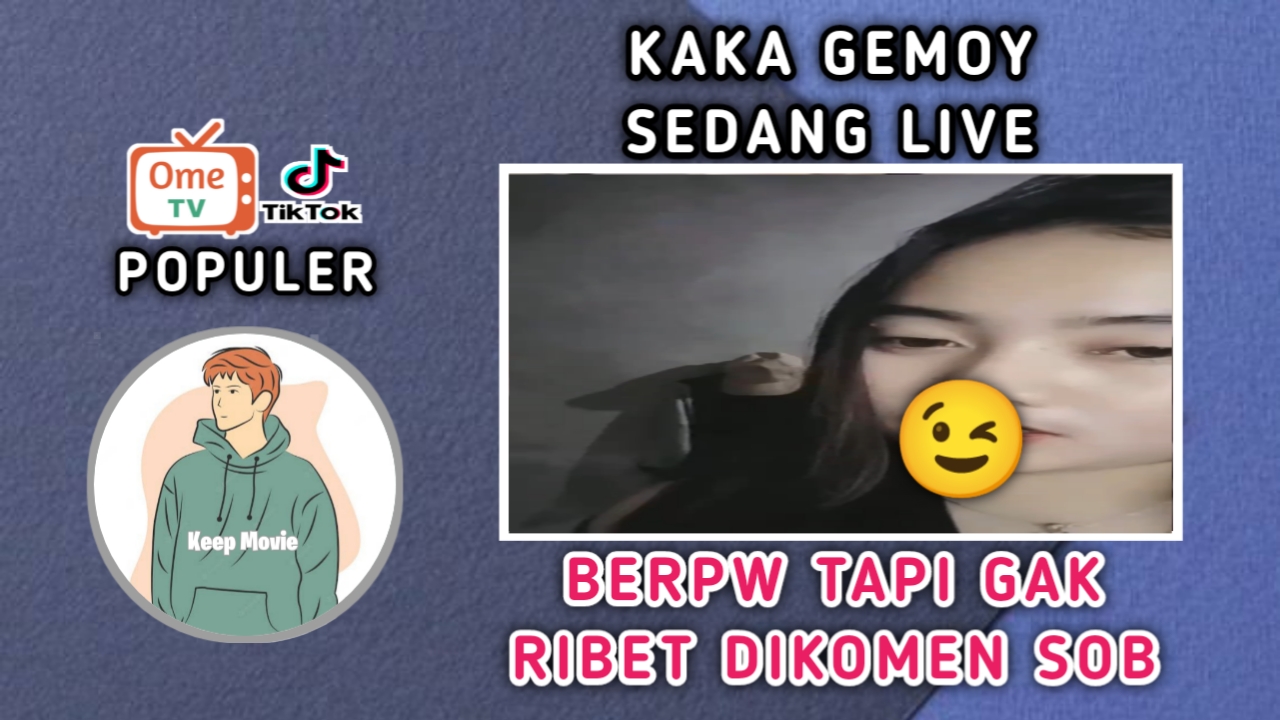 KAKA GEMOY
SEDANG LIVE
Ome
TV
TikTok
POPULER
Keep Movie
BERPW TAPI GAK
RIBET DIKOMEN SOB